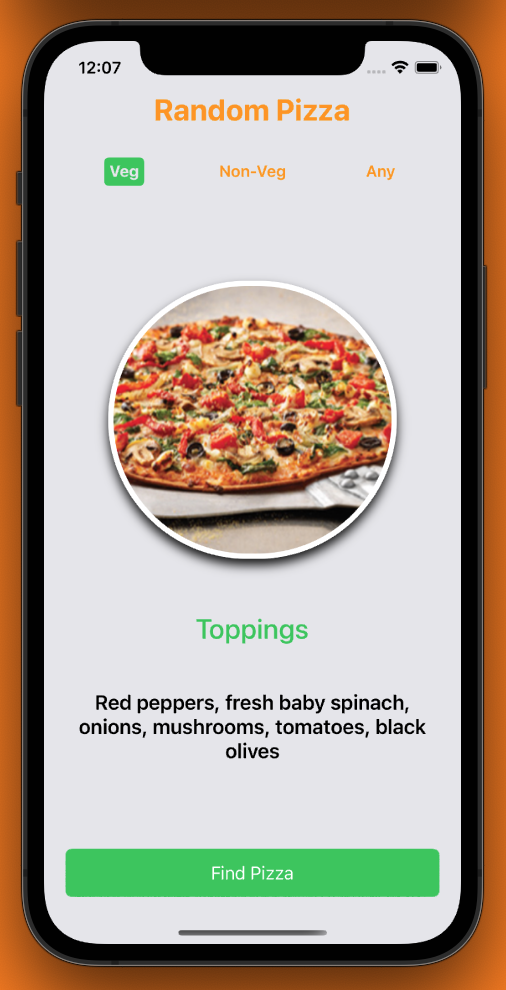 12:07
Random Pizza
Veg Non-Veg Any
Toppings
Red peppers, fresh baby spinach,
onions, mushrooms, tomatoes, black
olives
Find Pizza